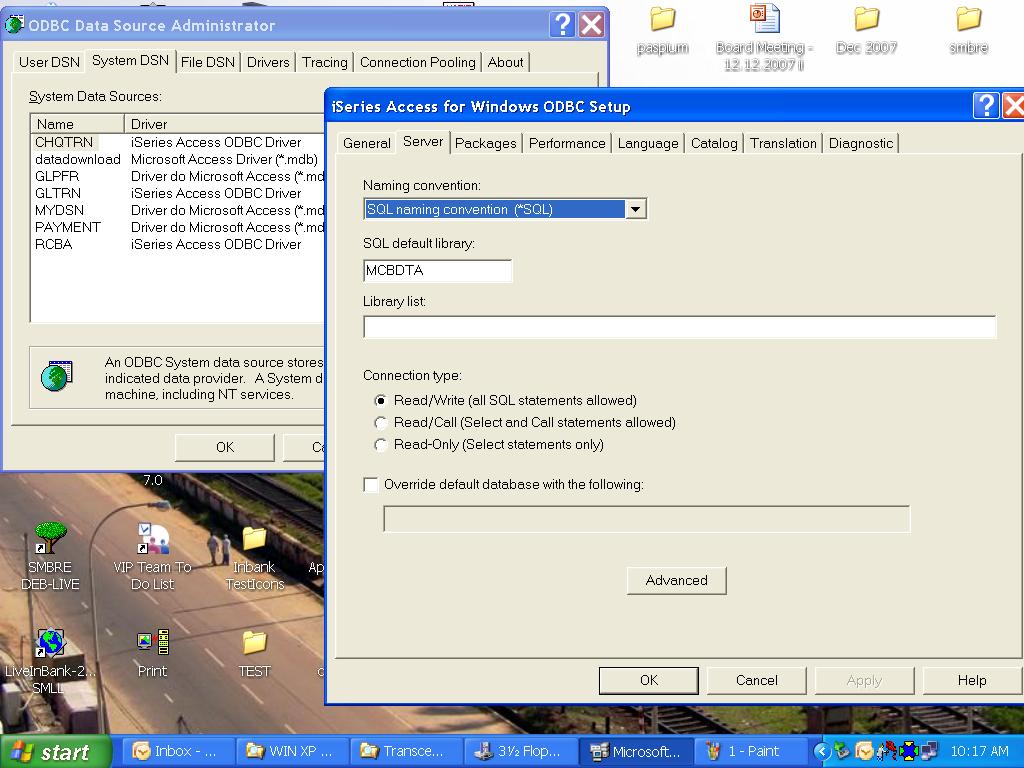 ODBC Data Source Administrator
User DSN
System DSN
File DSN
Drivers
Tracing
Connection Pooling
About
System Data Sources:
Name
Driver
CHQTRN
iSeries Access ODBC Driver
datadownload
Microsoft Access Driver (*.mdb)
GLPFR
Driver do Microsoft Access (*.md
GLTRN
iSeries Access ODBC Driver
MYDSN
Driver do Microsoft Access (*.md
PAYMENT
Driver do Microsoft Access (*.md
RCBA
iSeries Access ODBC Driver
An ODBC System data source stores
indicated data provider. A System d
machine, including NT services.
OK
Ca
paspium
Board Meeting -
12.12.2007 ii
Dec 2007
smbre
iSeries Access for Windows ODBC Setup
General
Server
Packages
Performance
Language
Catalog
Translation
Diagnostic
Naming convention:
SQL naming convention (*SQL)
SQL default library:
MCBDTA
Library list:
Connection type:
Read/Write (all SQL statements allowed)
Read/Call (Select and Call statements allowed)
Read-Only (Select statements only)
Override default database with the following:
Advanced
OK
Cancel
Apply
Help
7.0
SMBRE
DEB-LIVE
VIP Team To
Do List
Inbank
TestIcons
Ap
LiveInBank-2...
SMLL
Print
TEST
c
start
Inbox - ...
WIN XP ...
Transce...
3½ Flop...
Microsoft...
1 - Paint
10:17 AM